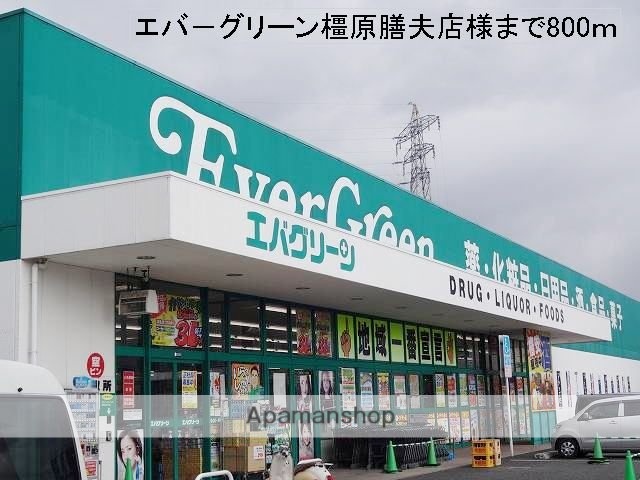 エバーグリーン橿原膳夫店様まで800m
EverGreen
薬・化粧品・日用品・酒・食品・菓子
エバグリーン
DRUG・LIQUOR・FOODS
地域一番宣言
Apamanshop